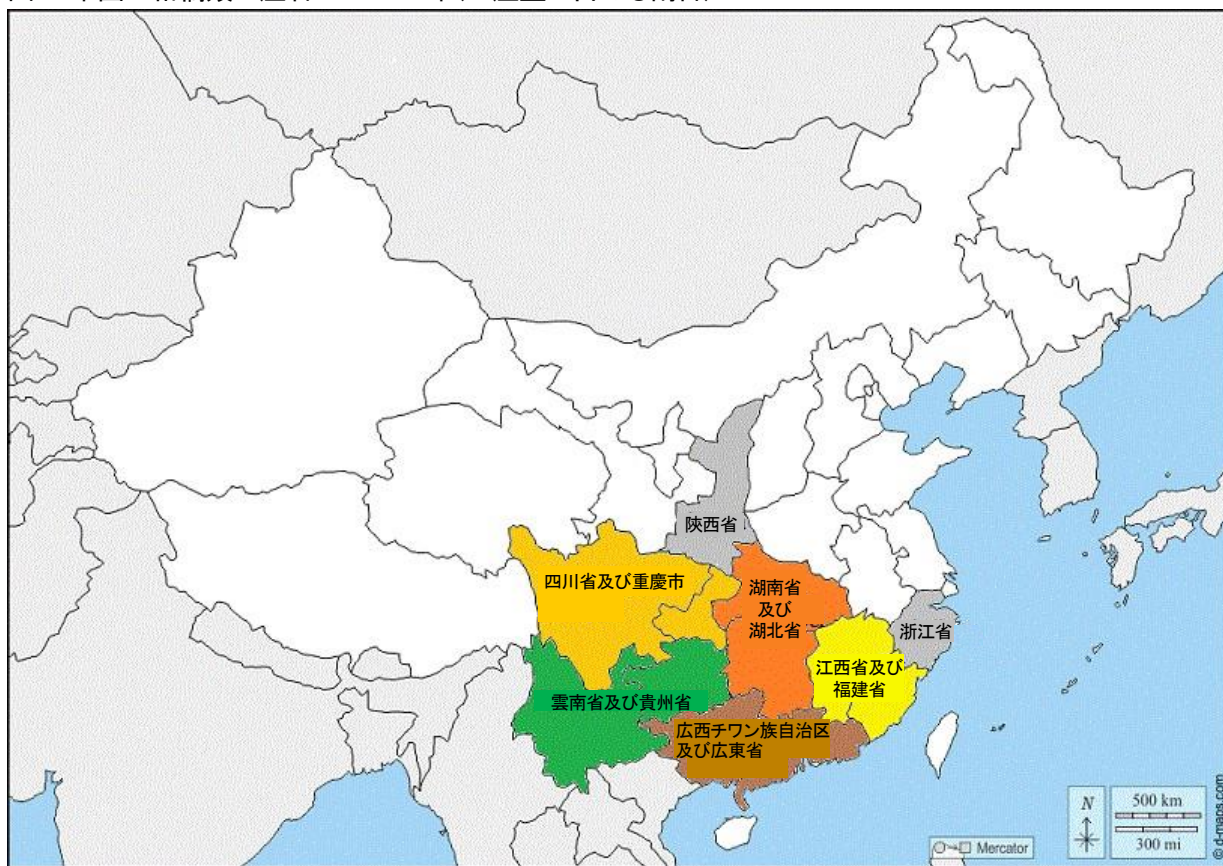 陝西省
四川省及び重慶市
湖南省
及び
湖北省
浙江省
江西省及び
福建省
雲南省及び貴州省
広西チワン族自治区
及び広東省
N
500 km
300 mi
Mercator
© d-maps.com